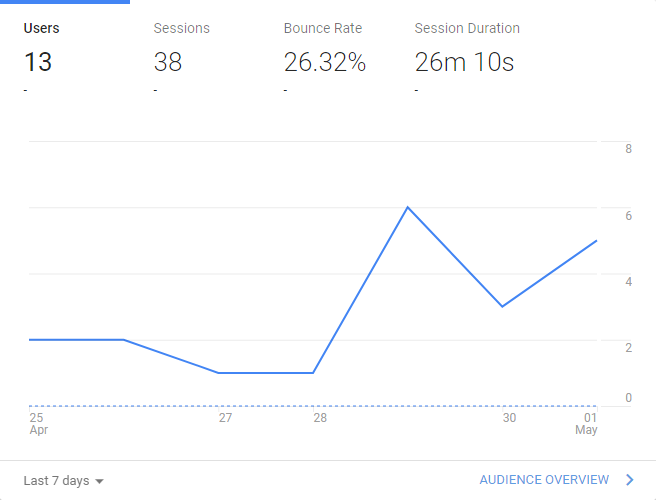 Users Sessions Bounce Rate Session Duration
13 38 26.32% 26m 10s
- - - -
8
6
4
2
0
25 27 28 30 01
Apr May
Last 7 days AUDIENCE OVERVIEW